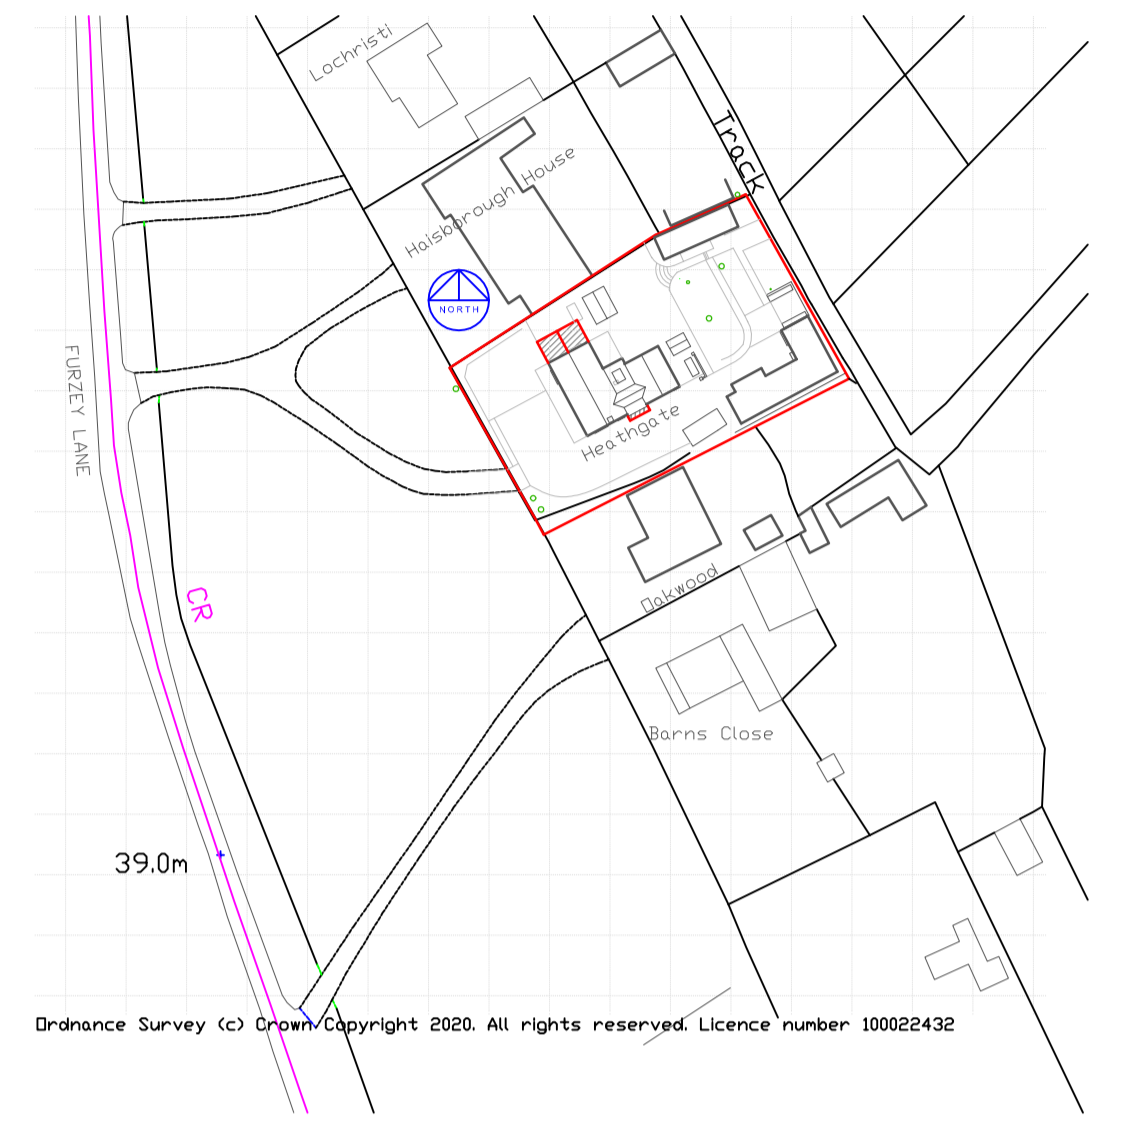 Lochristi
Track
Haisborough House
NORTH
FURZEY LANE
Heathgate
CR
Oakwood
Barns Close
39.0m
Ordnance Survey (c) Crown Copyright 2020. All rights reserved. Licence number 100022432